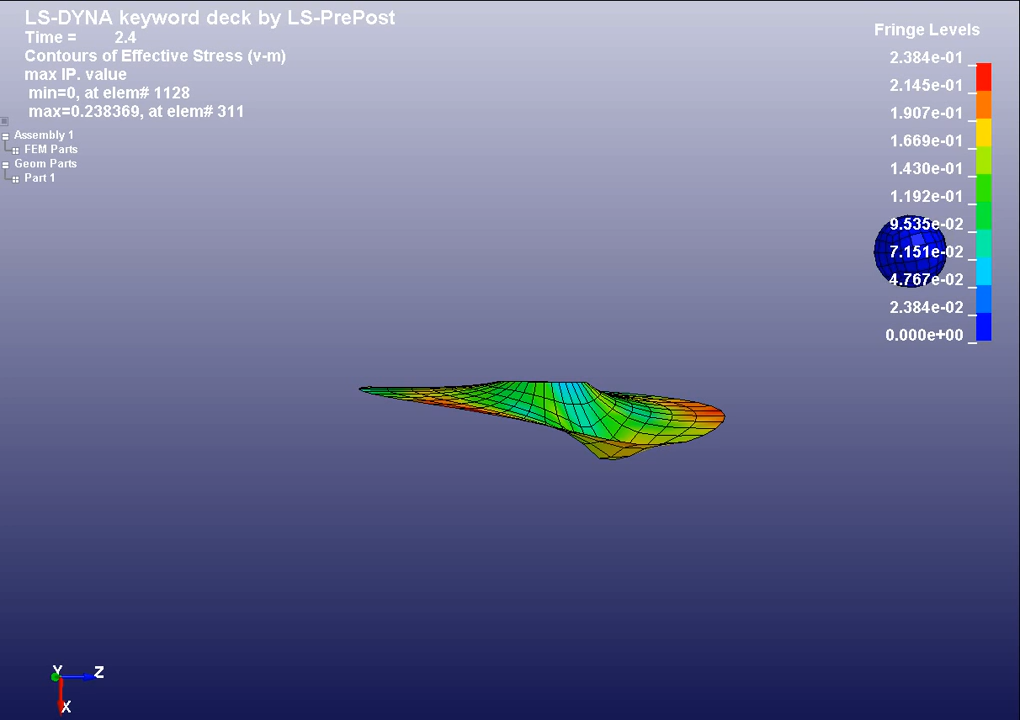 LS-DYNA keyword deck by LS-PrePost
Time = 2.4
Contours of Effective Stress (v-m)
max IP. value
min=0, at elem# 1128
max=0.238369, at elem# 311
Assembly 1
FEM Parts
Geom Parts
Part 1
Fringe Levels
2.384e-01
2.145e-01
1.907e-01
1.669e-01
1.430e-01
1.192e-01
9.535e-02
7.151e-02
4.767e-02
2.384e-02
0.000e+00
Y
Z
X